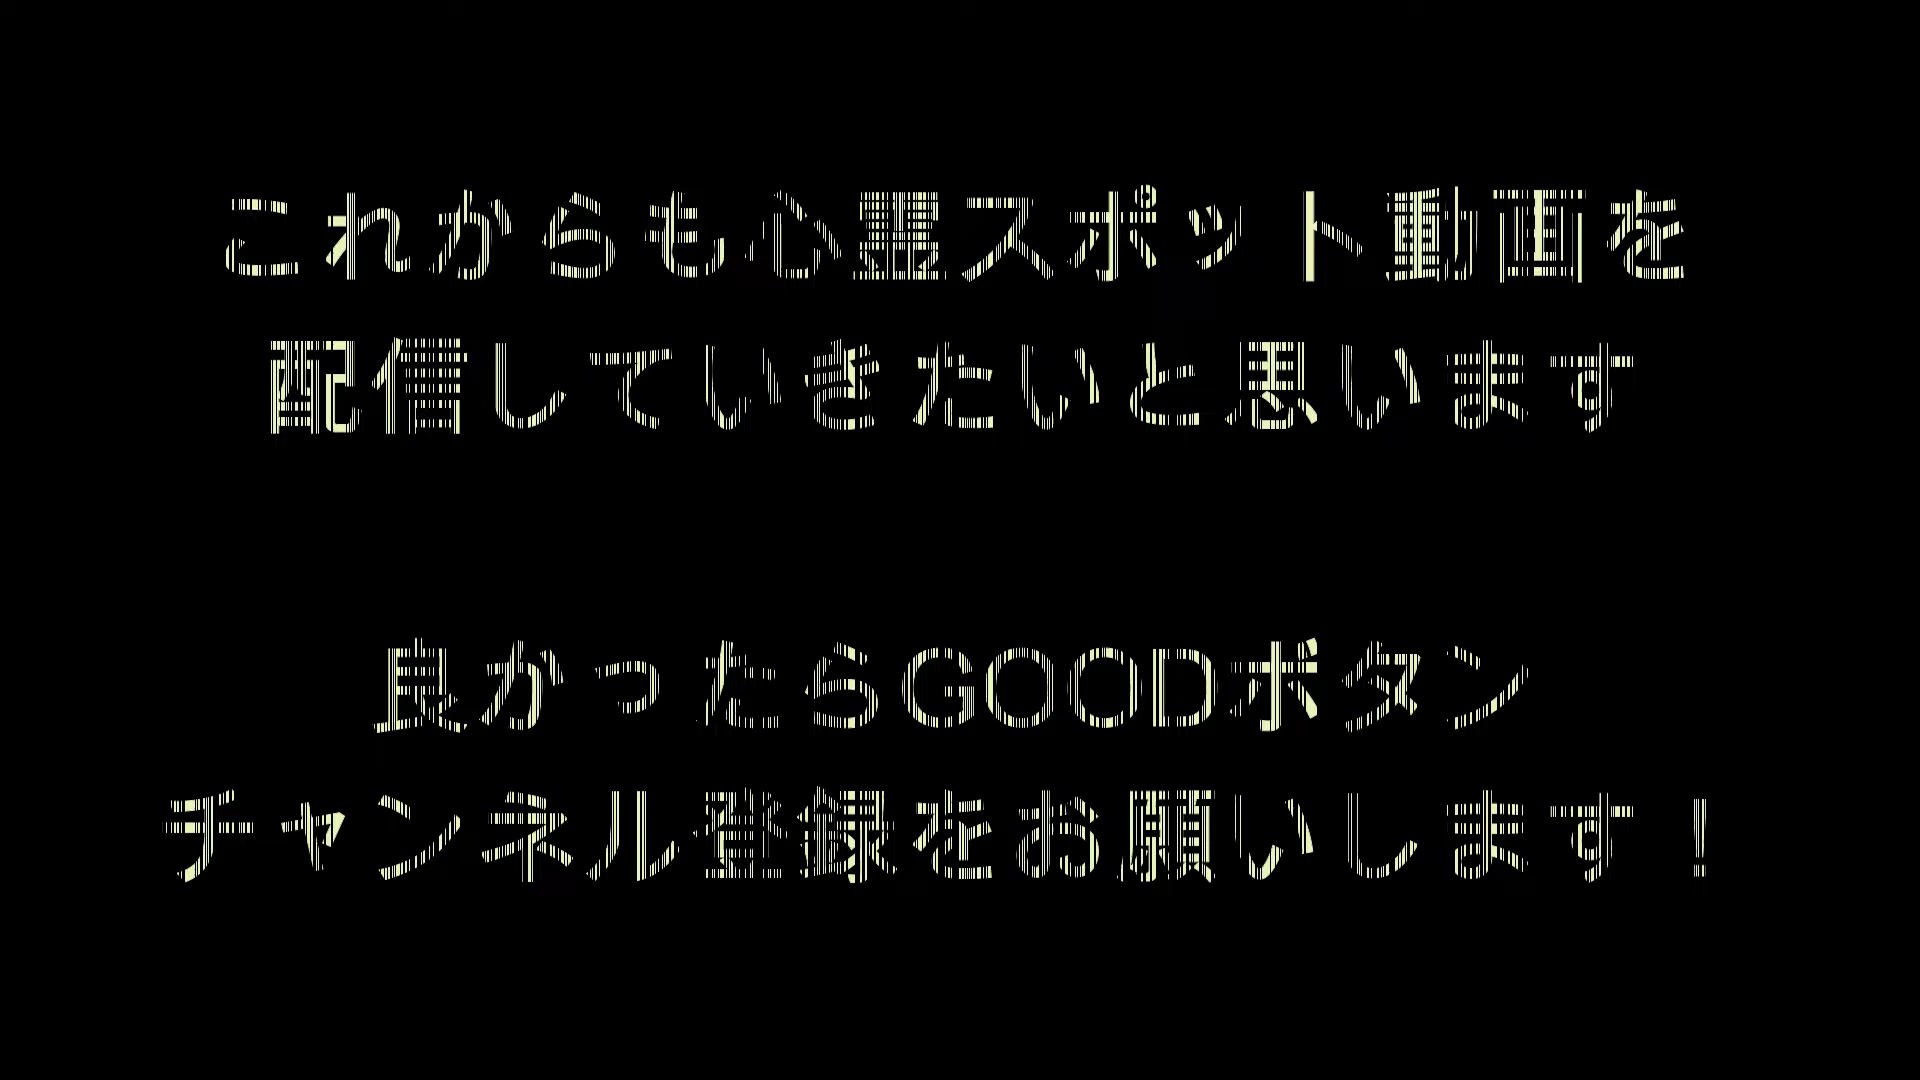 これからも心霊スポット動画を
配信していきたいと思います
良かったらGOODボタン
チャンネル登録をお願いします！